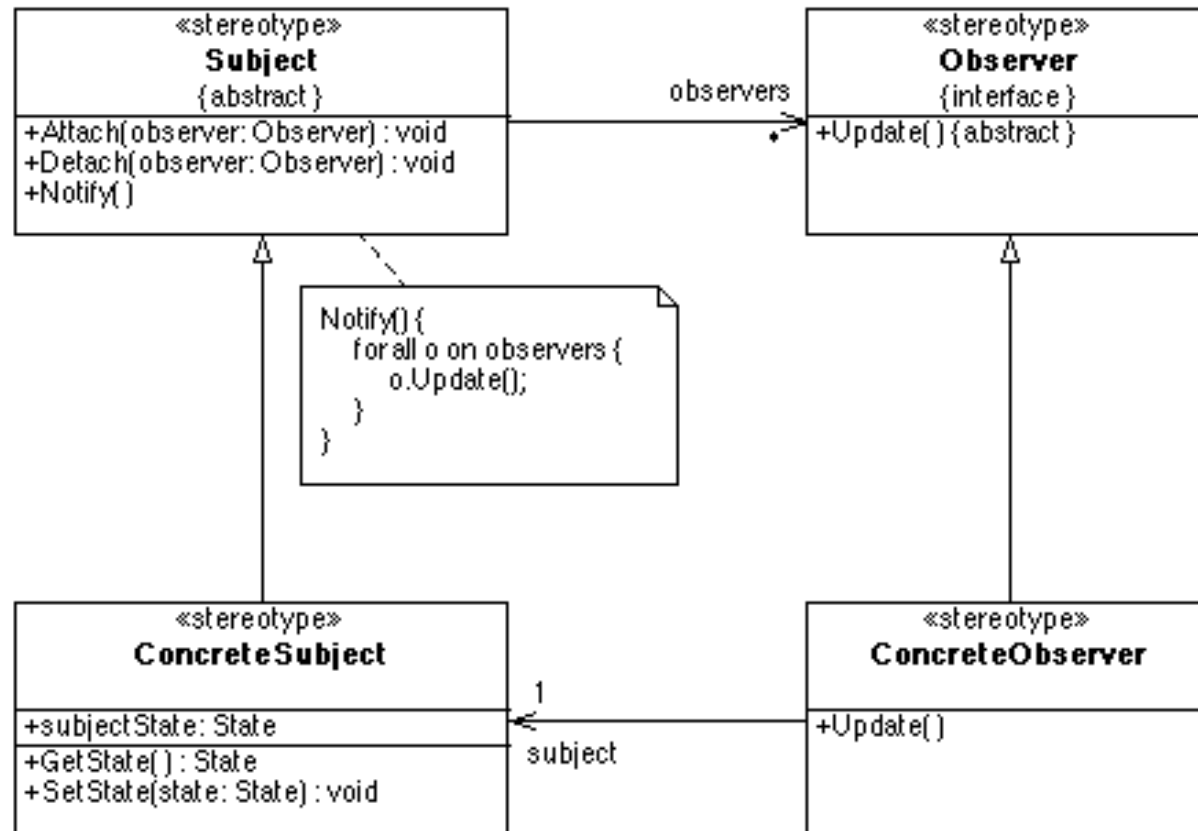 «stereotype»
Subject
{abstract}
+Attach(observer: Observer) : void
+Detach(observer: Observer) : void
+Notify()
observers
*
«stereotype»
Observer
{interface}
+Update() {abstract}
Notify() {
for all o on observers {
o.Update();
}
}
«stereotype»
ConcreteSubject
+subjectState: State
+GetState() : State
+SetState(state: State) : void
1
subject
«stereotype»
ConcreteObserver
+Update()